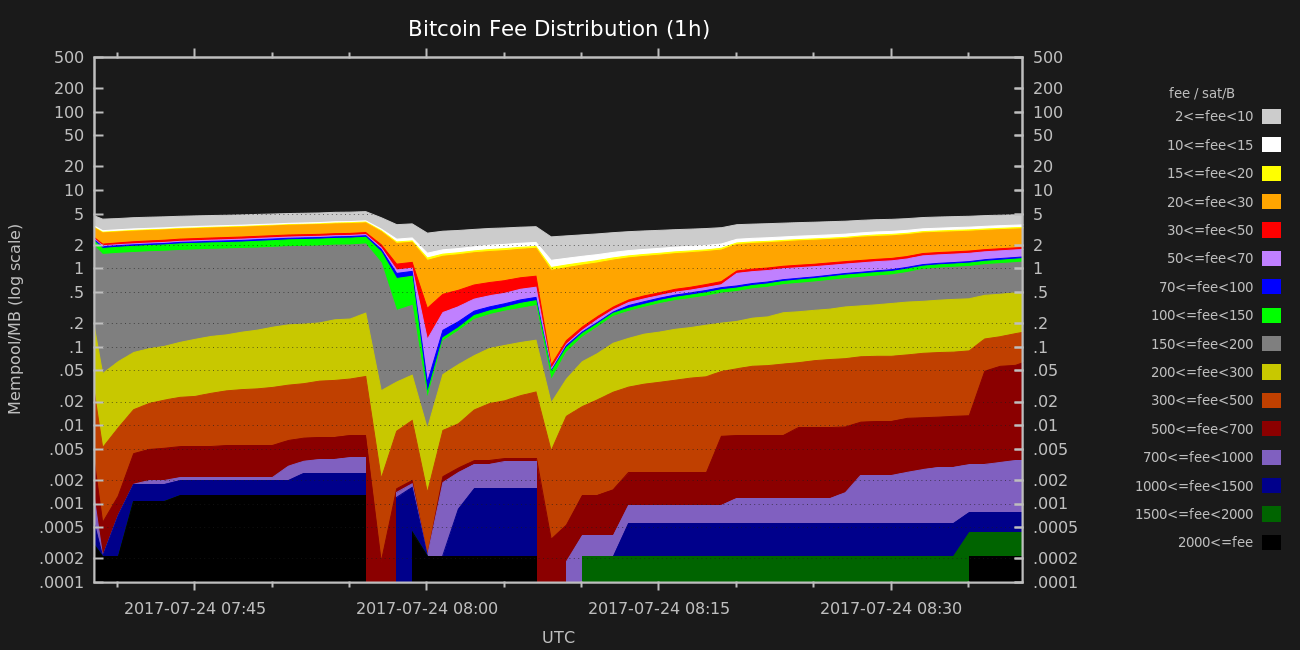 Bitcoin Fee Distribution (1h)
500 500
200 200
100 100
50 50
20 20
10 10
5 5
2 2
1 1
.5 .5
.2 .2
.1 .1
.05 .05
.02 .02
.01 .01
.005 .005
.002 .002
.001 .001
.0005 .0005
.0002 .0002
.0001 .0001
Mempool/MB (log scale)
2017-07-24 07:45 2017-07-24 08:00 2017-07-24 08:15 2017-07-24 08:30
UTC
fee / sat/B
2<=fee<10
10<=fee<15
15<=fee<20
20<=fee<30
30<=fee<50
50<=fee<70
70<=fee<100
100<=fee<150
150<=fee<200
200<=fee<300
300<=fee<500
500<=fee<700
700<=fee<1000
1000<=fee<1500
1500<=fee<2000
2000<=fee